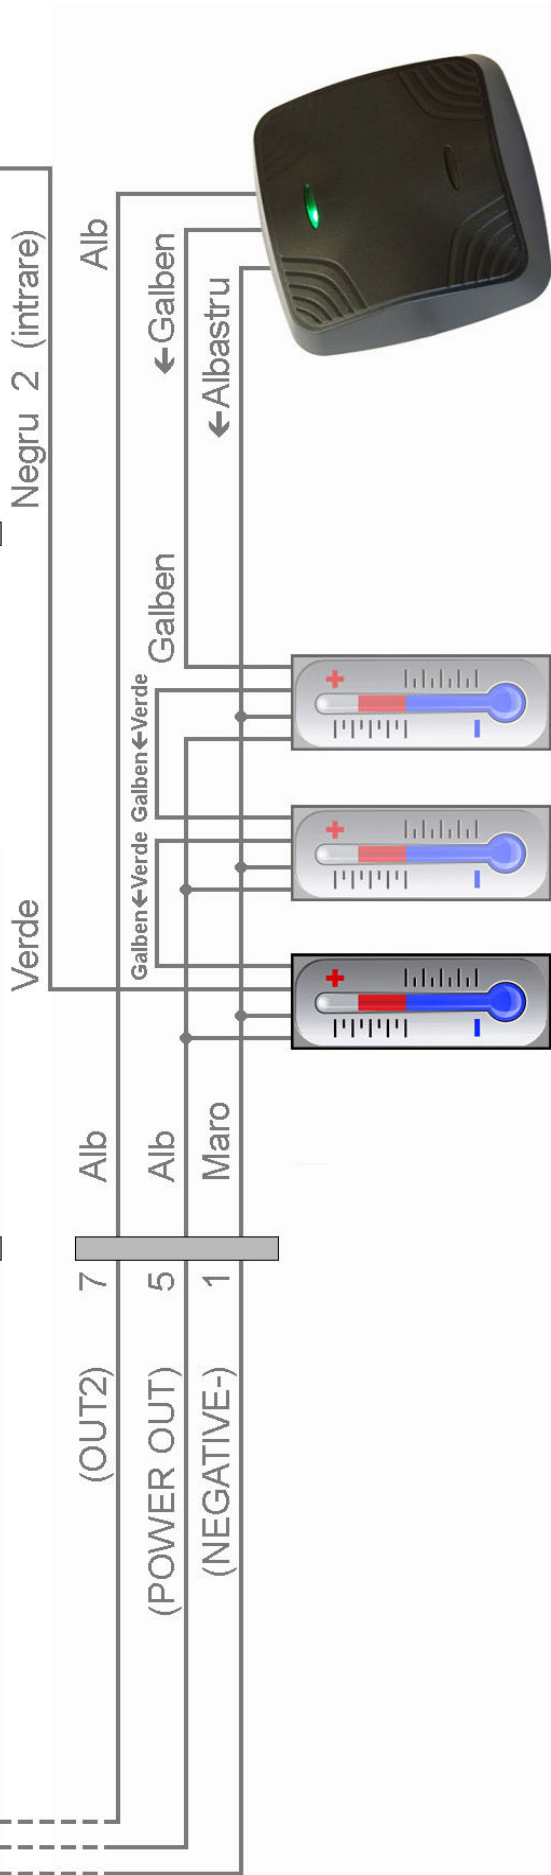 Negru 2 (intrare)
Verde
Alb
←Galben
←Albastru
Galben
Galben←Verde
Galben←Verde
Alb
Alb
Maro
7
5
1
(OUT2)
(POWER OUT)
(NEGATIVE-)